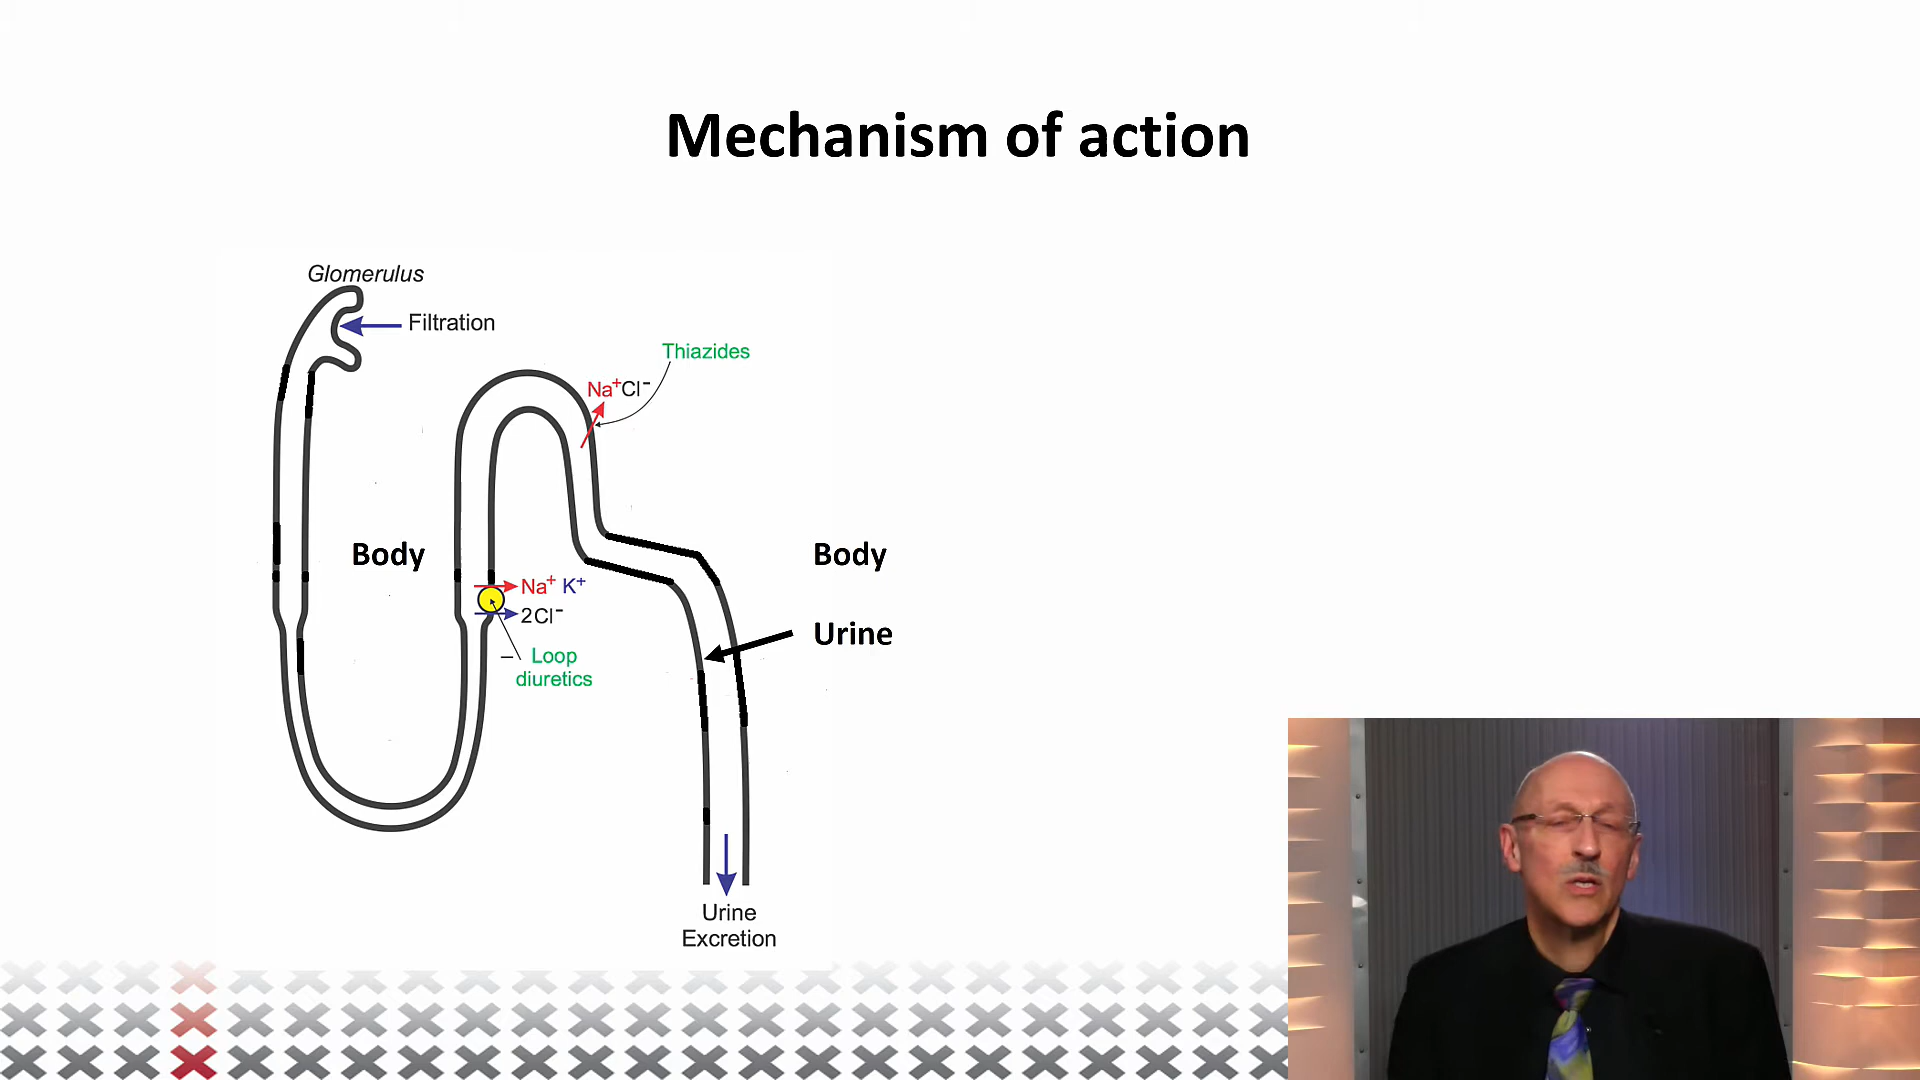 Mechanism of action
Glomerulus
Filtration
Thiazides
Na⁺Cl⁻
Body
Body
Na⁺ K⁺
2Cl⁻
Urine
– Loop
diuretics
Urine
Excretion